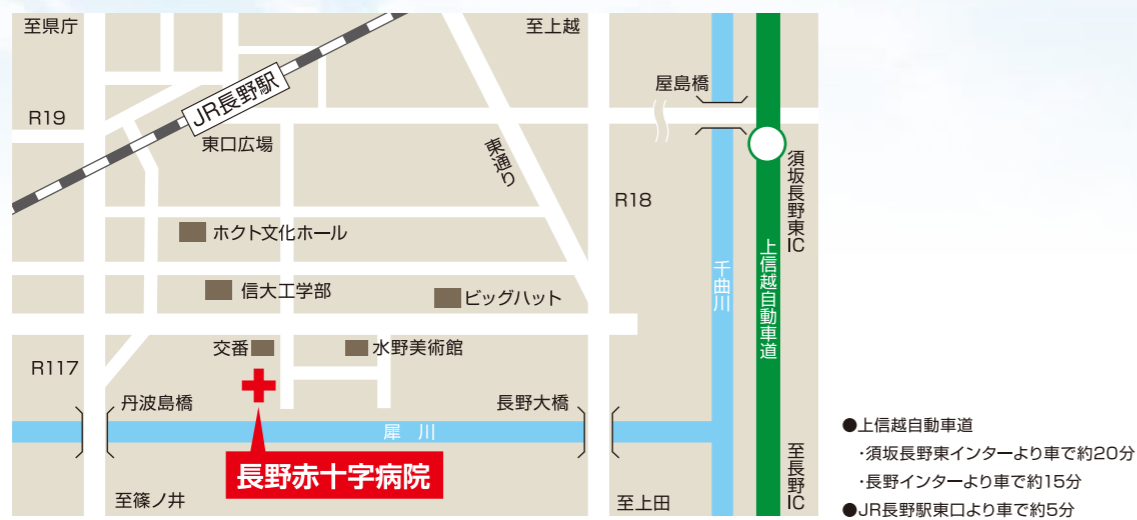 至県庁
至上越
屋島橋
R19
JR長野駅
東口広場
東通り
須坂長野東IC
R18
ホクト文化ホール
上信越自動車道
千曲川
信大工学部
ビッグハット
交番
水野美術館
R117
丹波島橋
長野大橋
犀 川
長野赤十字病院
至篠ノ井
至上田
至長野IC
●上信越自動車道
・須坂長野東インターより車で約20分
・長野インターより車で約15分
●JR長野駅東口より車で約5分